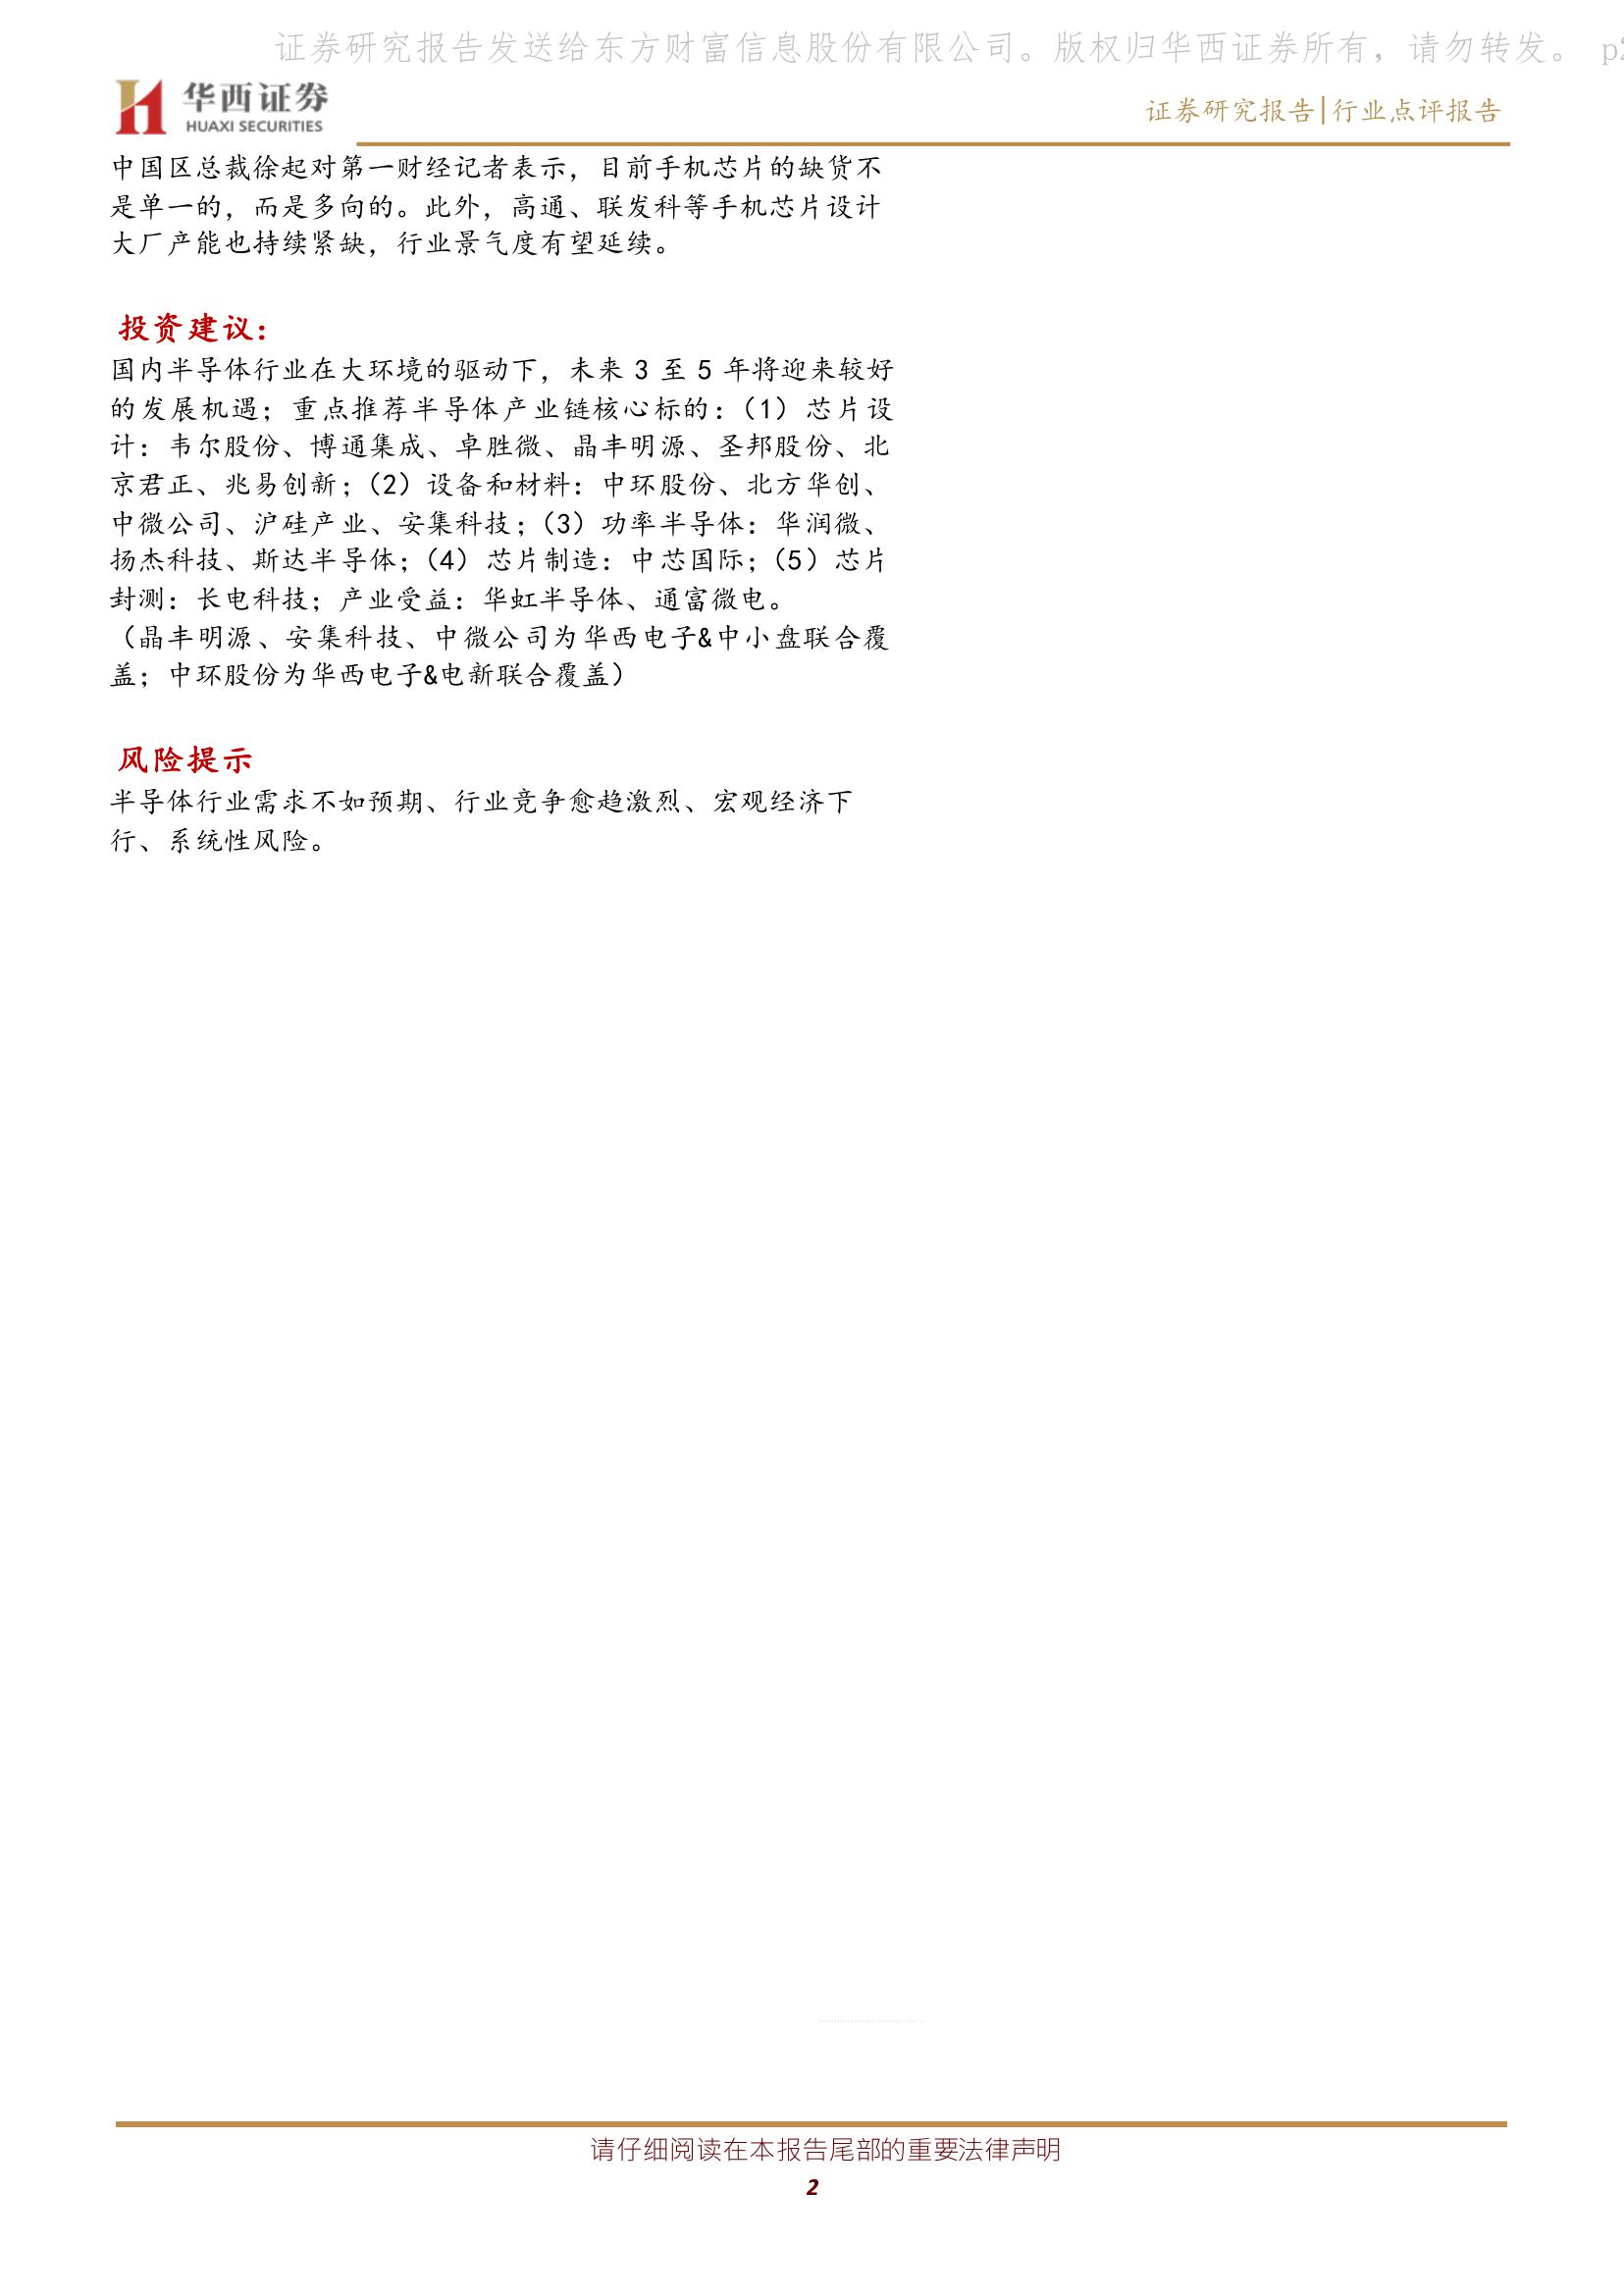 证券研究报告发送给东方财富信息股份有限公司。版权归华西证券所有，请勿转发。 p2
华西证券
HUAXI SECURITIES
证券研究报告|行业点评报告
中国区总裁徐起对第一财经记者表示，目前手机芯片的缺货不
是单一的，而是多向的。此外，高通、联发科等手机芯片设计
大厂产能也持续紧缺，行业景气度有望延续。
投资建议：
国内半导体行业在大环境的驱动下，未来 3 至 5 年将迎来较好
的发展机遇；重点推荐半导体产业链核心标的：（1）芯片设
计：韦尔股份、博通集成、卓胜微、晶丰明源、圣邦股份、北
京君正、兆易创新；（2）设备和材料：中环股份、北方华创、
中微公司、沪硅产业、安集科技；（3）功率半导体：华润微、
扬杰科技、斯达半导体；（4）芯片制造：中芯国际；（5）芯片
封测：长电科技；产业受益：华虹半导体、通富微电。
（晶丰明源、安集科技、中微公司为华西电子&中小盘联合覆
盖；中环股份为华西电子&电新联合覆盖）
风险提示
半导体行业需求不如预期、行业竞争愈趋激烈、宏观经济下
行、系统性风险。
请仔细阅读在本报告尾部的重要法律声明
2